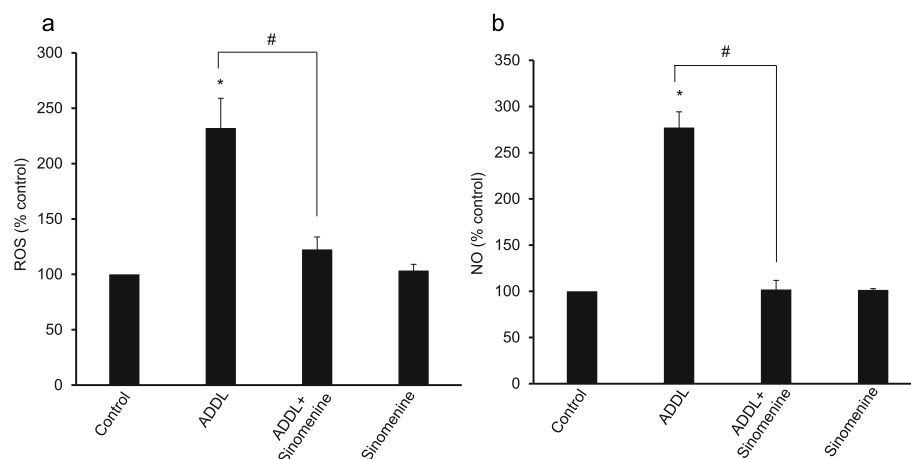 a
#
*
300
250
200
150
100
50
0
ROS (% control)
Control
ADDL
ADDL+
Sinomenine
Sinomenine
b
#
*
350
300
250
200
150
100
50
0
NO (% control)
Control
ADDL
ADDL+
Sinomenine
Sinomenine